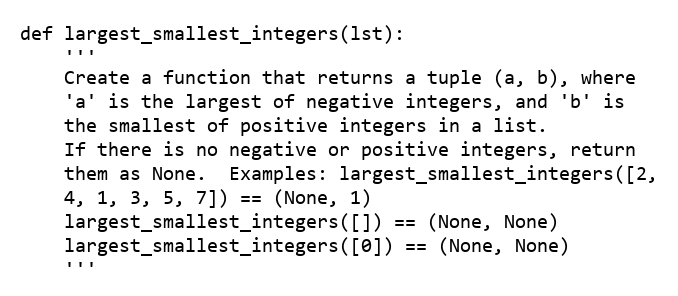 def largest_smallest_integers(lst):
    '''
    Create a function that returns a tuple (a, b), where
    'a' is the largest of negative integers, and 'b' is
    the smallest of positive integers in a list.
    If there is no negative or positive integers, return
    them as None.  Examples: largest_smallest_integers([2,
    4, 1, 3, 5, 7]) == (None, 1)
    largest_smallest_integers([]) == (None, None)
    largest_smallest_integers([0]) == (None, None)
    '''